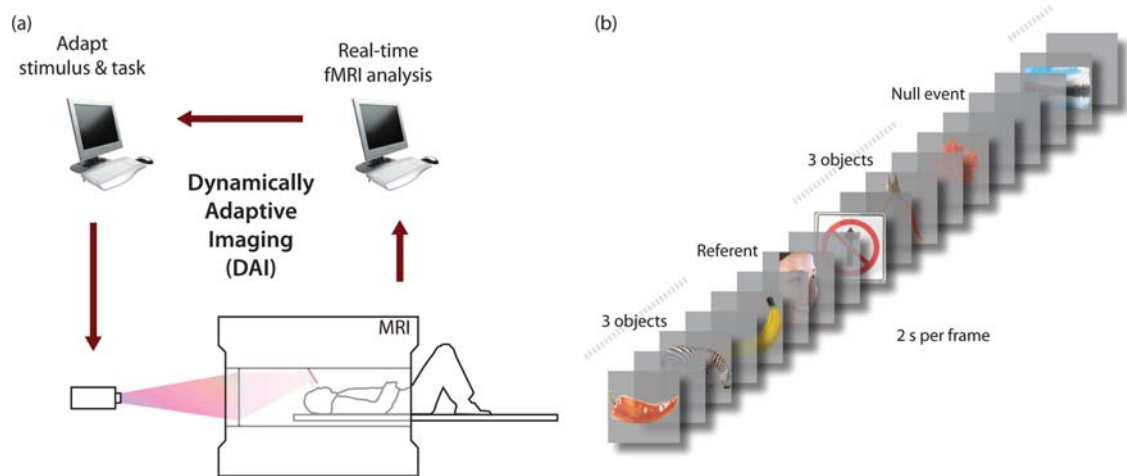 (a)
Adapt
stimulus & task
Real-time
fMRI analysis
Dynamically
Adaptive
Imaging
(DAI)
MRI
(b)
Null event
3 objects
Referent
3 objects
2 s per frame